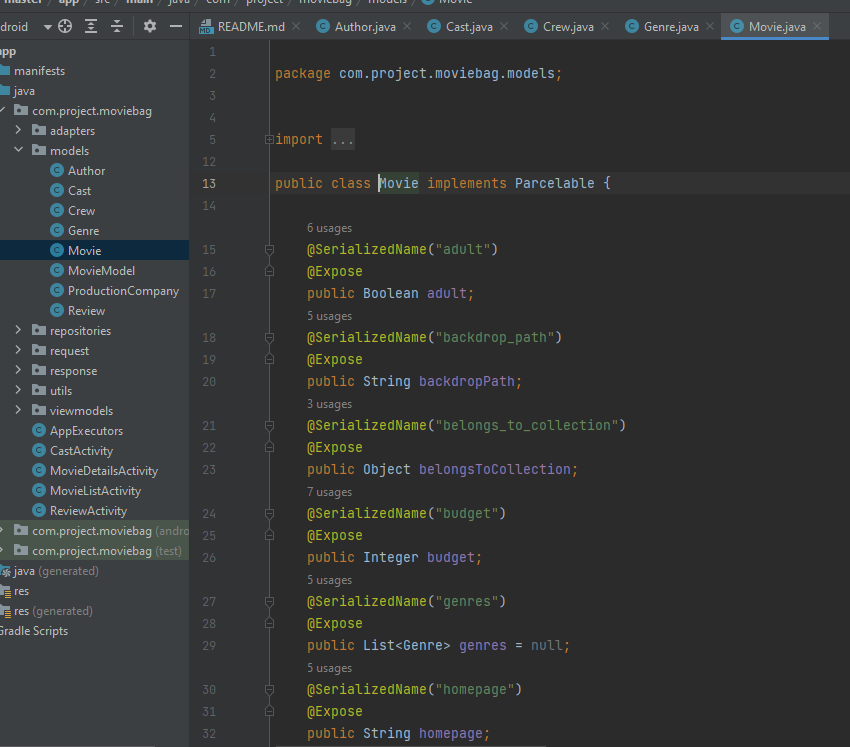 master app src main java com project moviebag models Movie
droid
README.md
Author.java
Cast.java
Crew.java
Genre.java
Movie.java
app
manifests
java
com.project.moviebag
adapters
models
Author
Cast
Crew
Genre
Movie
MovieModel
ProductionCompany
Review
repositories
request
response
utils
viewmodels
AppExecutors
CastActivity
MovieDetailsActivity
MovieListActivity
ReviewActivity
com.project.moviebag (andro
com.project.moviebag (test)
java (generated)
res
res (generated)
Gradle Scripts
1
2 package com.project.moviebag.models;
3
4
5 import ...
12
13 public class Movie implements Parcelable {
14
6 usages
15 @SerializedName("adult")
16 @Expose
17 public Boolean adult;
5 usages
18 @SerializedName("backdrop_path")
19 @Expose
20 public String backdropPath;
3 usages
21 @SerializedName("belongs_to_collection")
22 @Expose
23 public Object belongsToCollection;
7 usages
24 @SerializedName("budget")
25 @Expose
26 public Integer budget;
5 usages
27 @SerializedName("genres")
28 @Expose
29 public List<Genre> genres = null;
5 usages
30 @SerializedName("homepage")
31 @Expose
32 public String homepage;